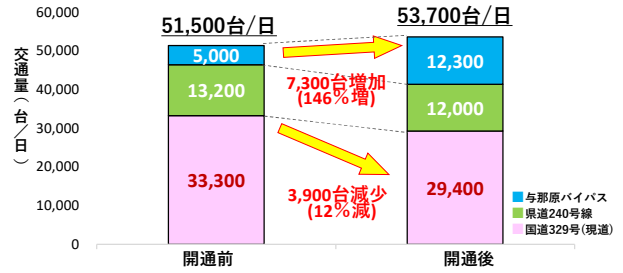 51,500台/日
53,700台/日
交通量(台/日)
60,000
50,000
40,000
30,000
20,000
10,000
0
5,000
13,200
33,300
7,300台増加
(146%増)
3,900台減少
(12%減)
12,300
12,000
29,400
与那原バイパス
県道240号線
国道329号(現道)
開通前
開通後